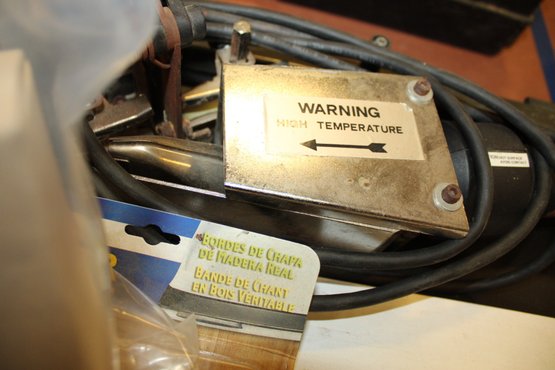 WARNING
HIGH TEMPERATURE
BORDES DE CHAPA
DE MADERA REAL
BANDE DE CHANT
EN BOIS VÉRITABLE